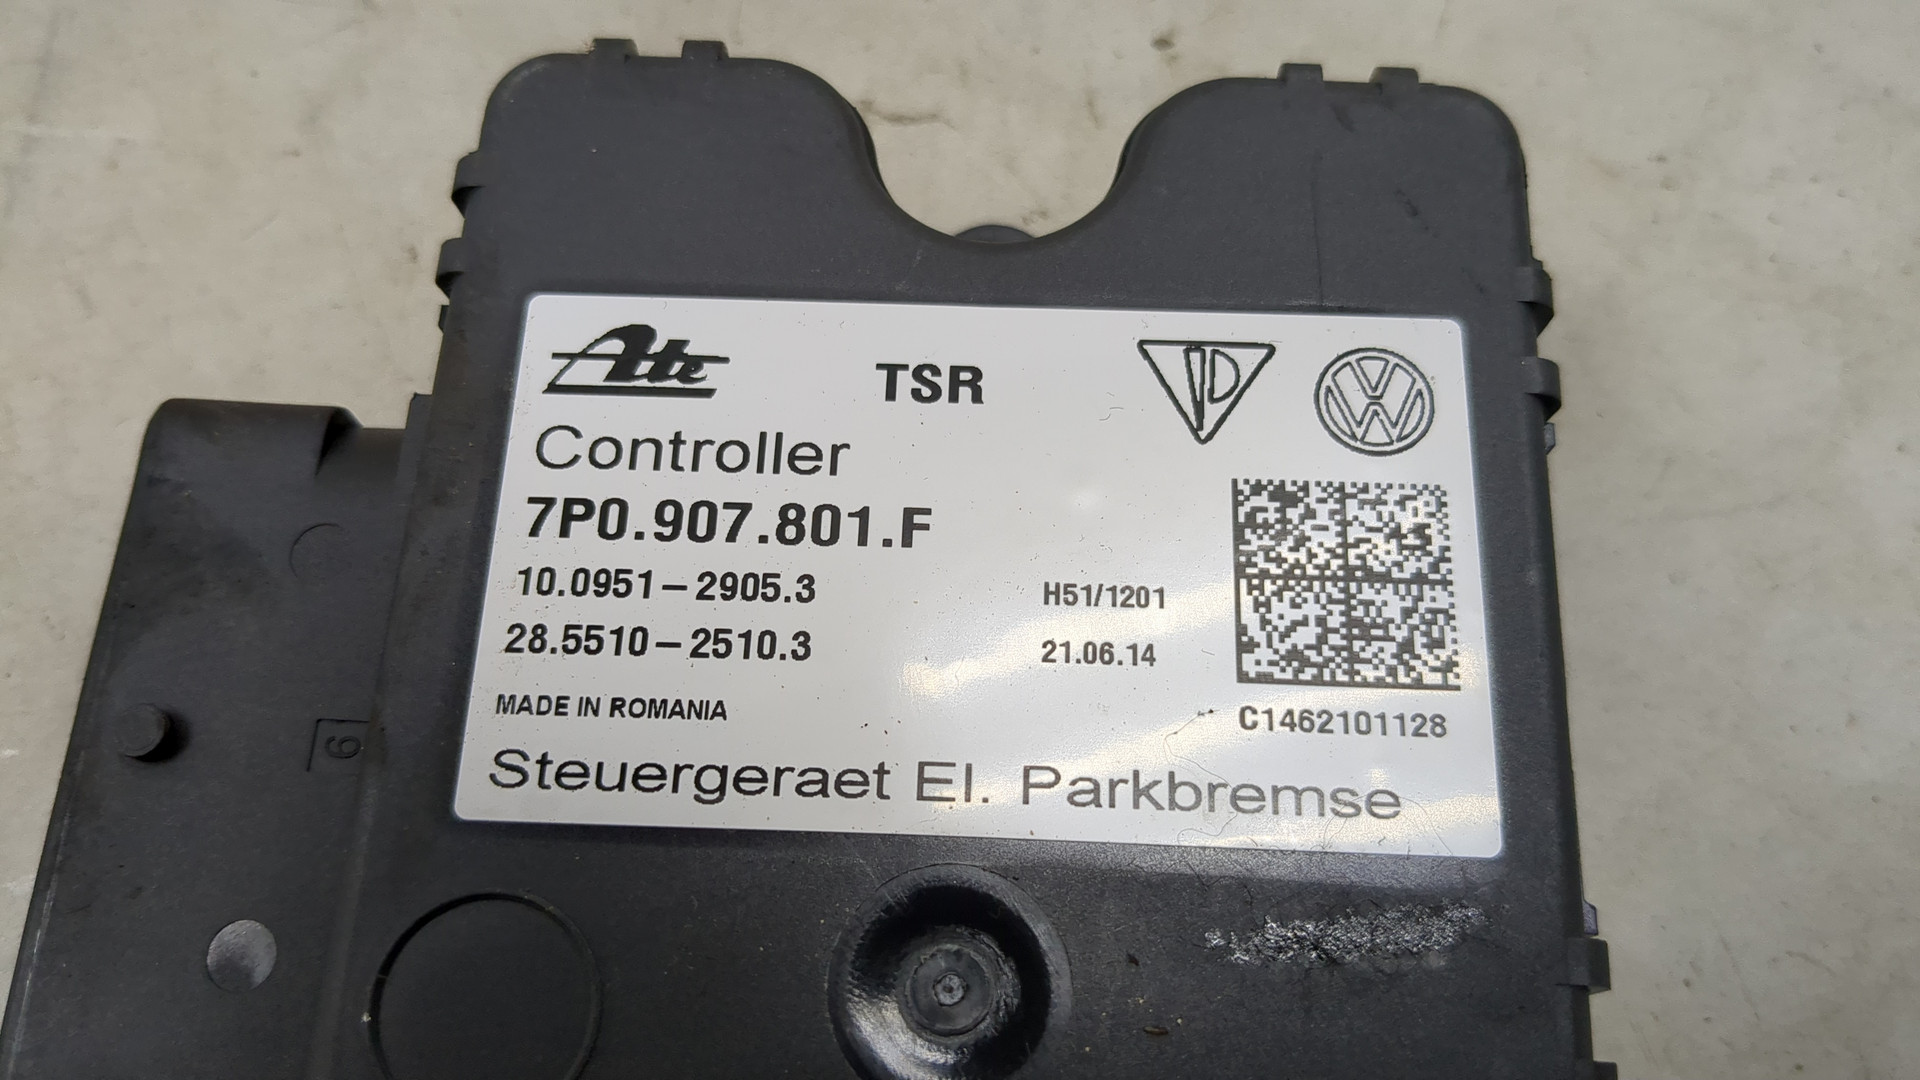 Ate TSR
Controller
7P0.907.801.F
10.0951-2905.3 H51/1201
28.5510-2510.3 21.06.14
MADE IN ROMANIA C1462101128
Steuergeraet El. Parkbremse
6